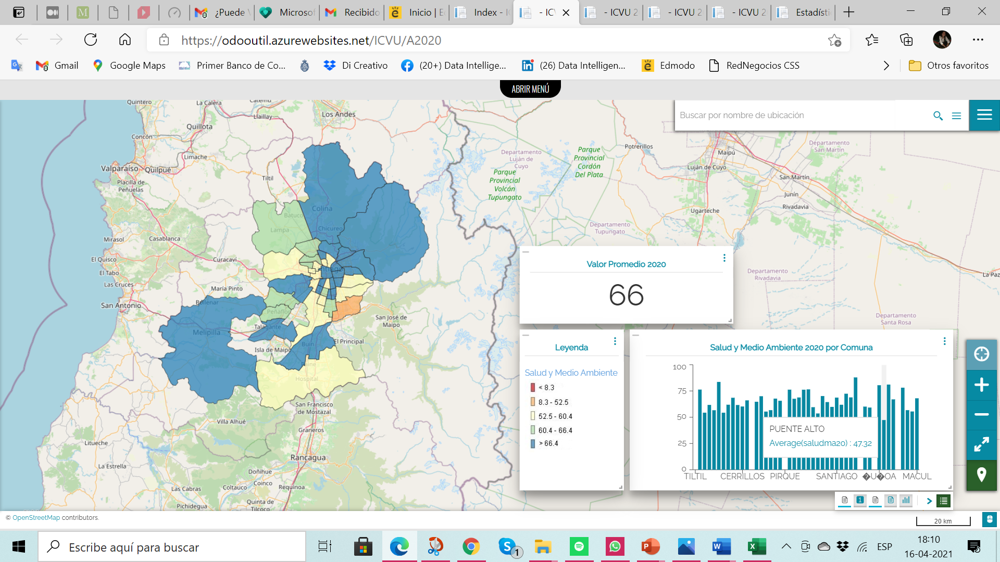 ¿Puede
Microsof
Recibido
Inicio | E
Index - IC
- IC
- ICVU 2
- ICVU 2
- ICVU 2
Estadísti
https://odooutil.azurewebsites.net/ICVU/A2020
Gmail
Google Maps
Primer Banco de Co...
Di Creativo
(20+) Data Intellige...
(26) Data Intelligen...
Edmodo
RedNegocios CSS
Otros favoritos
ABRIR MENÚ
Buscar por nombre de ubicación
Quintero
La Calera
Catemu
Llaillay
Los Andes
Quillota
Concón
Limache
Valparaíso
Quilpué
Placilla de
Peñuelas
Tiltil
Colina
Batuco
Lampa
Chicureo
Mirasol
Casablanca
El Quisco
Curacaví
El Tabo
Las Cruces
María Pinto
San Antonio
Bollenar
Peñaflor
Melipilla
Talagante
Isla de Maipo
Buin
El Principal
San José de
Maipo
Paine
Hospital
San Francisco
de Mostazal
Villa Alhué
Graneros
Litueche
Rancagua
La Estrella
Doñihue
Coinco
Coltauco
Requinoa
Las Cabras
Quinta de
Tilcoco
Pichidegua
Departamento
Luján de
Cuyo
Parque
Provincial
Cordón
Del Plata
Parque
Provincial
Volcán
Tupungato
Potrerillos
Maipú
Luján de Cuyo
Departamento
San Martín
San Martín
Junín
Rivadavia
Ugarteche
Departamento
Tupungato
Departamento
Rivadavia
La Paz
Departamento
Santa Rosa
Valor Promedio 2020
66
Leyenda
Salud y Medio Ambiente
< 8.3
8.3 - 52.5
52.5 - 60.4
60.4 - 66.4
> 66.4
Salud y Medio Ambiente 2020 por Comuna
100
75
50
25
0
PUENTE ALTO
Average(saludma20) : 47.32
TILTIL
CERRILLOS
PIRQUE
SANTIAGO
�U�OA
MACUL
1
© OpenStreetMap contributors.
20 km
Escribe aquí para buscar
1
ESP
18:10
16-04-2021